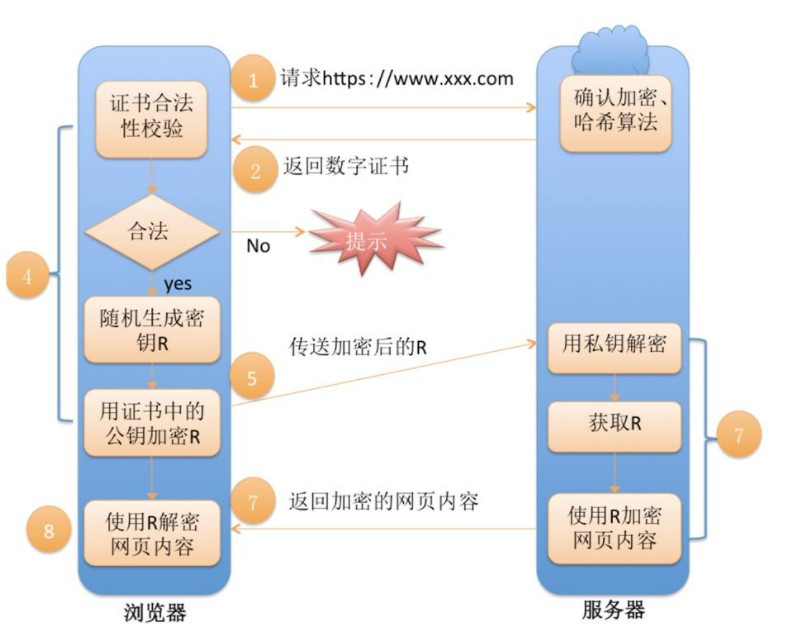 1
请求https://www.xxx.com
证书合法
性校验
确认加密、
哈希算法
2
返回数字证书
合法
No
提示
4
yes
随机生成密
钥R
传送加密后的R
用私钥解密
5
用证书中的
公钥加密R
获取R
7
7
返回加密的网页内容
8
使用R解密
网页内容
使用R加密
网页内容
浏览器
服务器